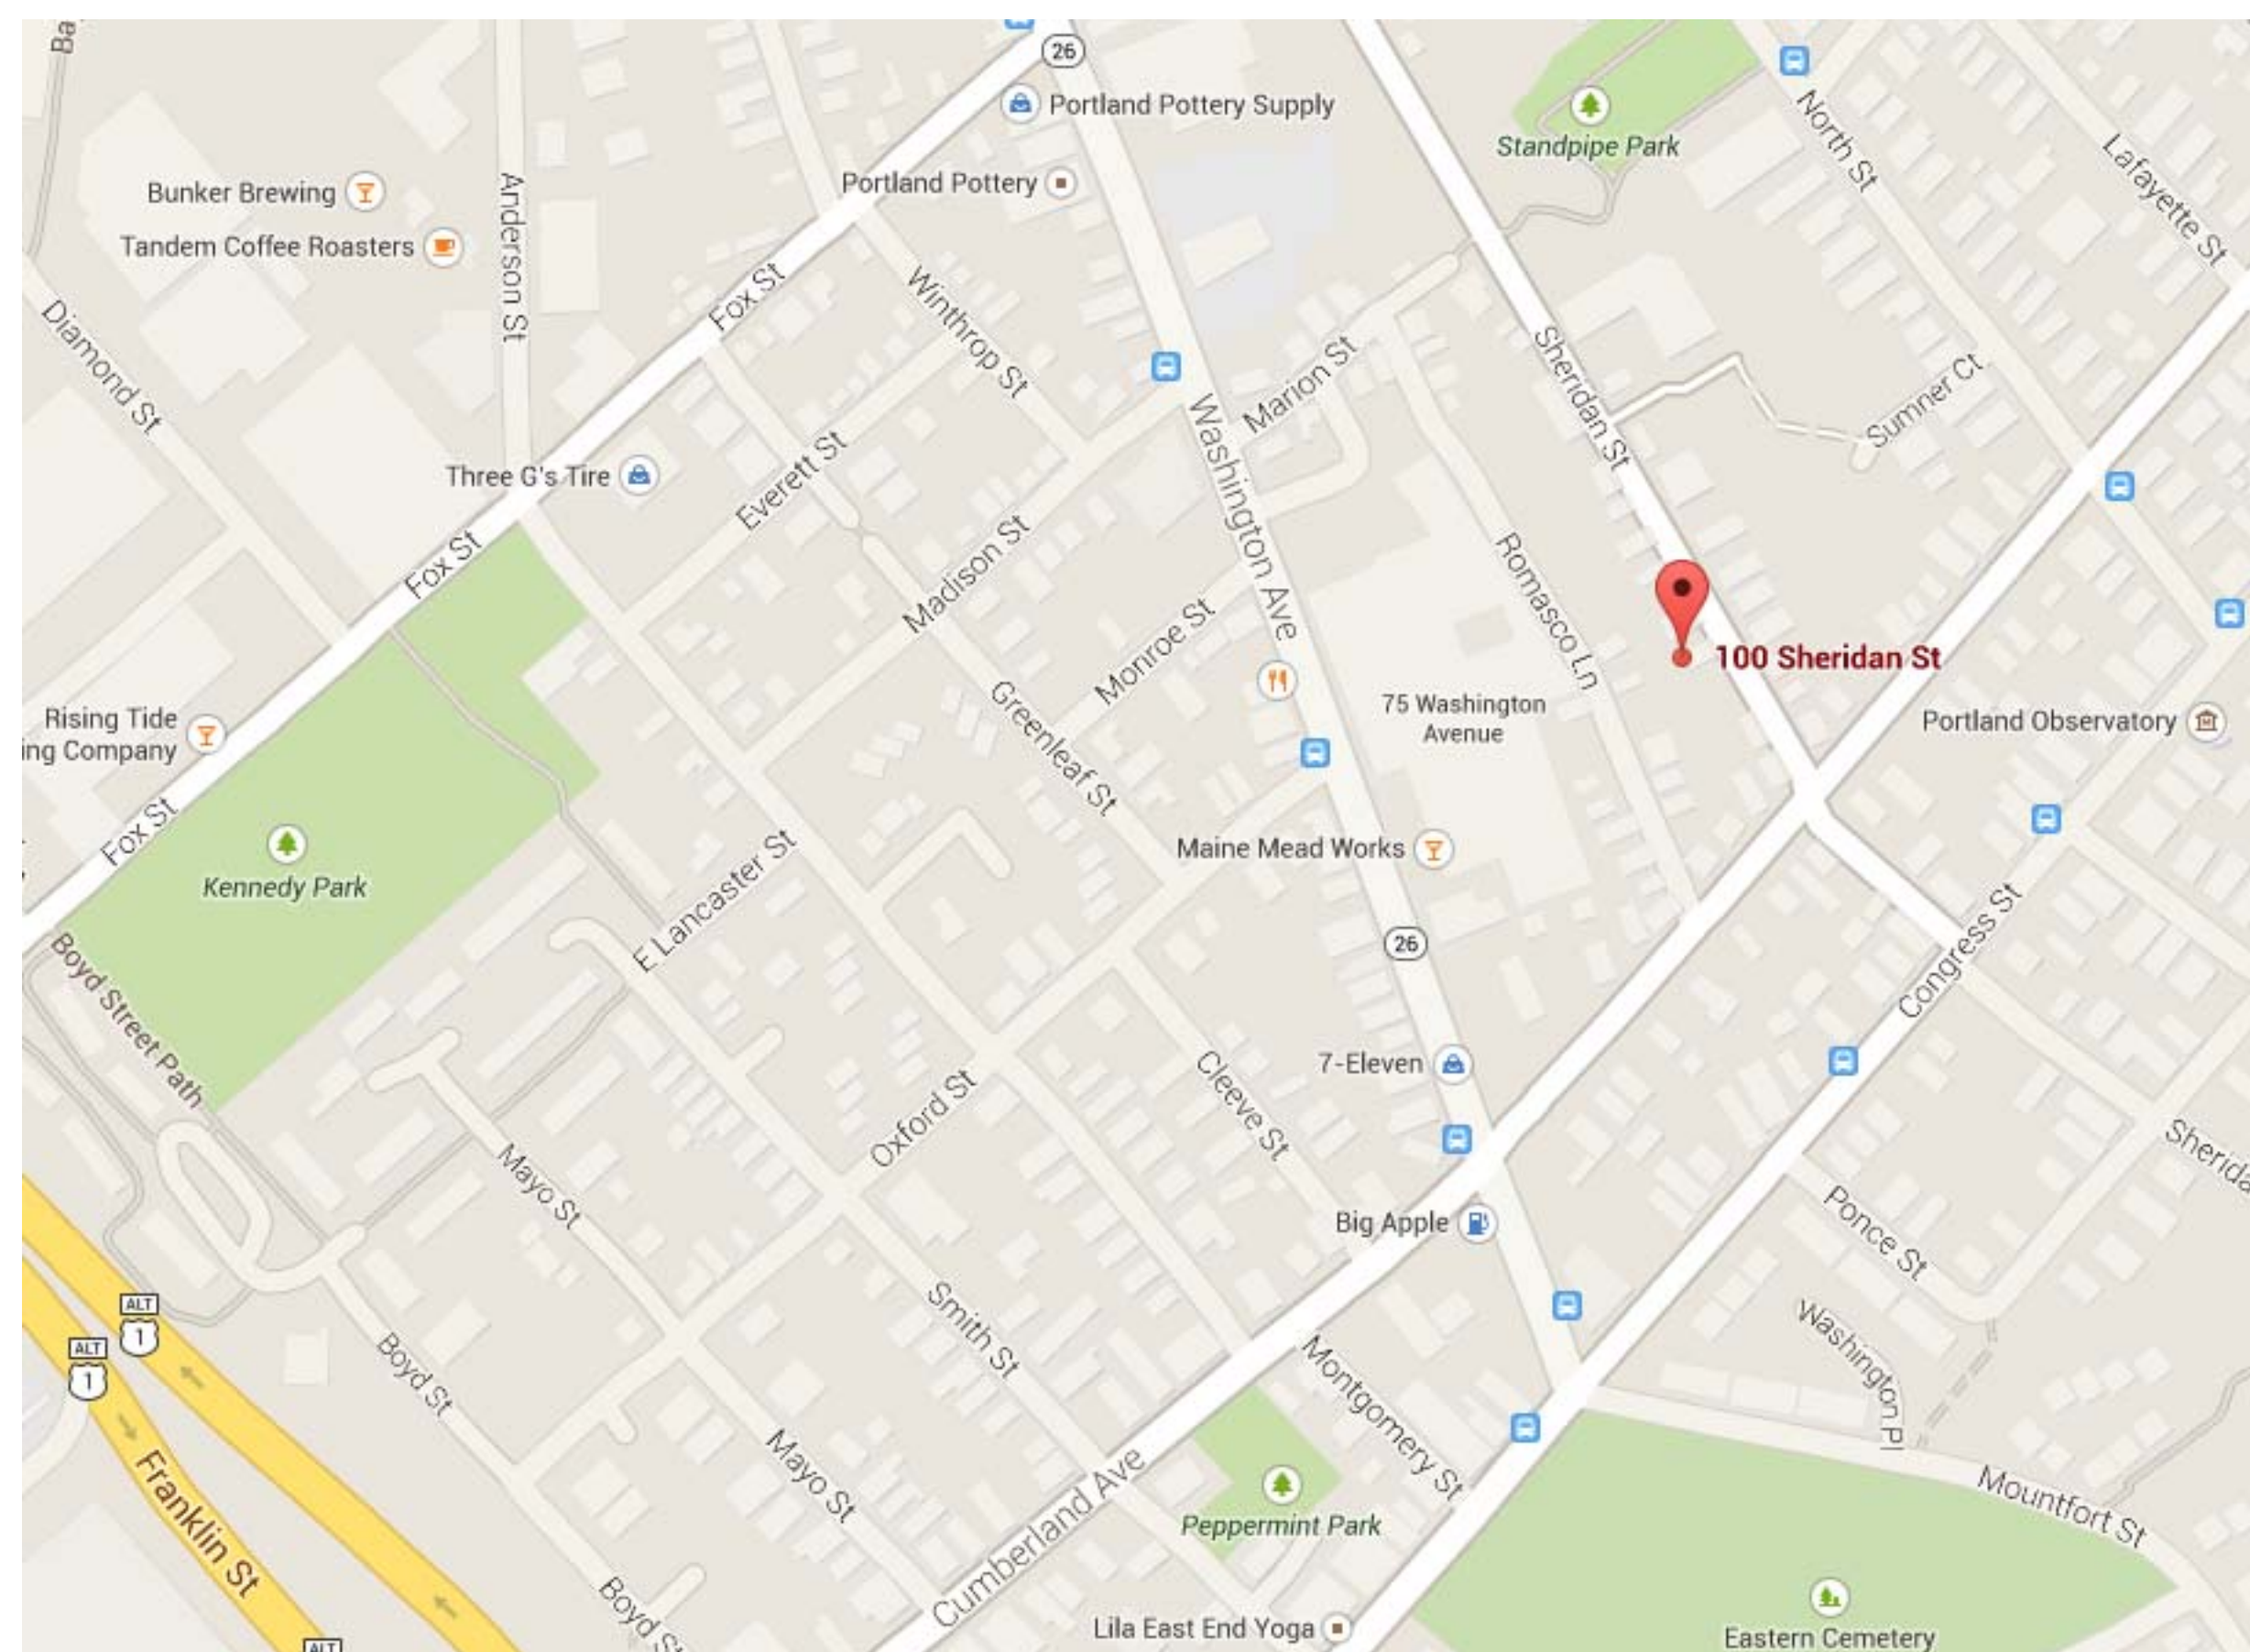 Ba
26
Portland Pottery Supply
Standpipe Park
North St
Lafayette St
Bunker Brewing
Portland Pottery
Tandem Coffee Roasters
Anderson St
Fox St
Winthrop St
Diamond St
Marion St
Sheridan St
Sumner Ct
Three G's Tire
Everett St
Washington Ave
Fox St
Madison St
Romasco Ln
Monroe St
100 Sheridan St
Rising Tide
ing Company
Greenleaf St
75 Washington
Avenue
Portland Observatory
Fox St
Kennedy Park
E Lancaster St
Maine Mead Works
26
Congress St
Boyd Street Path
7-Eleven
Cleeve St
Oxford St
Sherida
Mayo St
Big Apple
Ponce St
ALT
1
ALT
1
Smith St
Boyd St
Montgomery St
Washington Pl
Franklin St
Mayo St
Cumberland Ave
Peppermint Park
Mountfort St
Boyd St
Lila East End Yoga
Eastern Cemetery
ALT